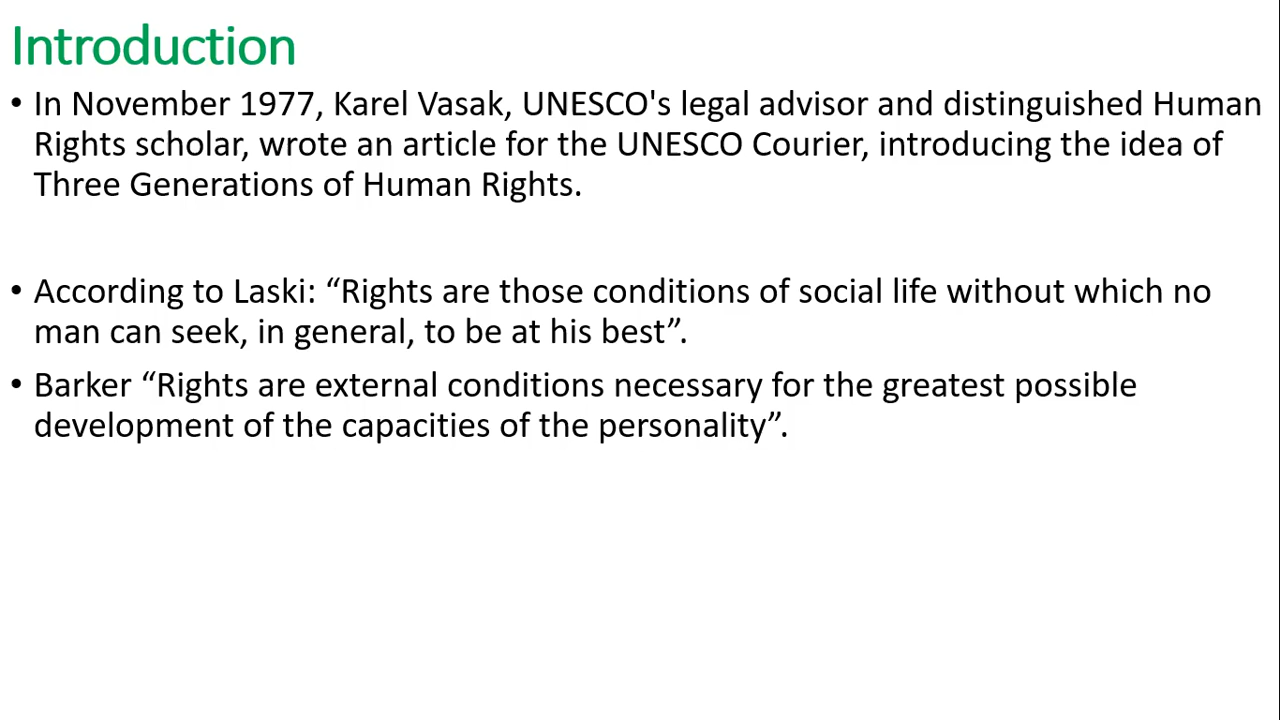 Introduction
• In November 1977, Karel Vasak, UNESCO's legal advisor and distinguished Human
Rights scholar, wrote an article for the UNESCO Courier, introducing the idea of
Three Generations of Human Rights.
• According to Laski: “Rights are those conditions of social life without which no
man can seek, in general, to be at his best”.
• Barker “Rights are external conditions necessary for the greatest possible
development of the capacities of the personality”.